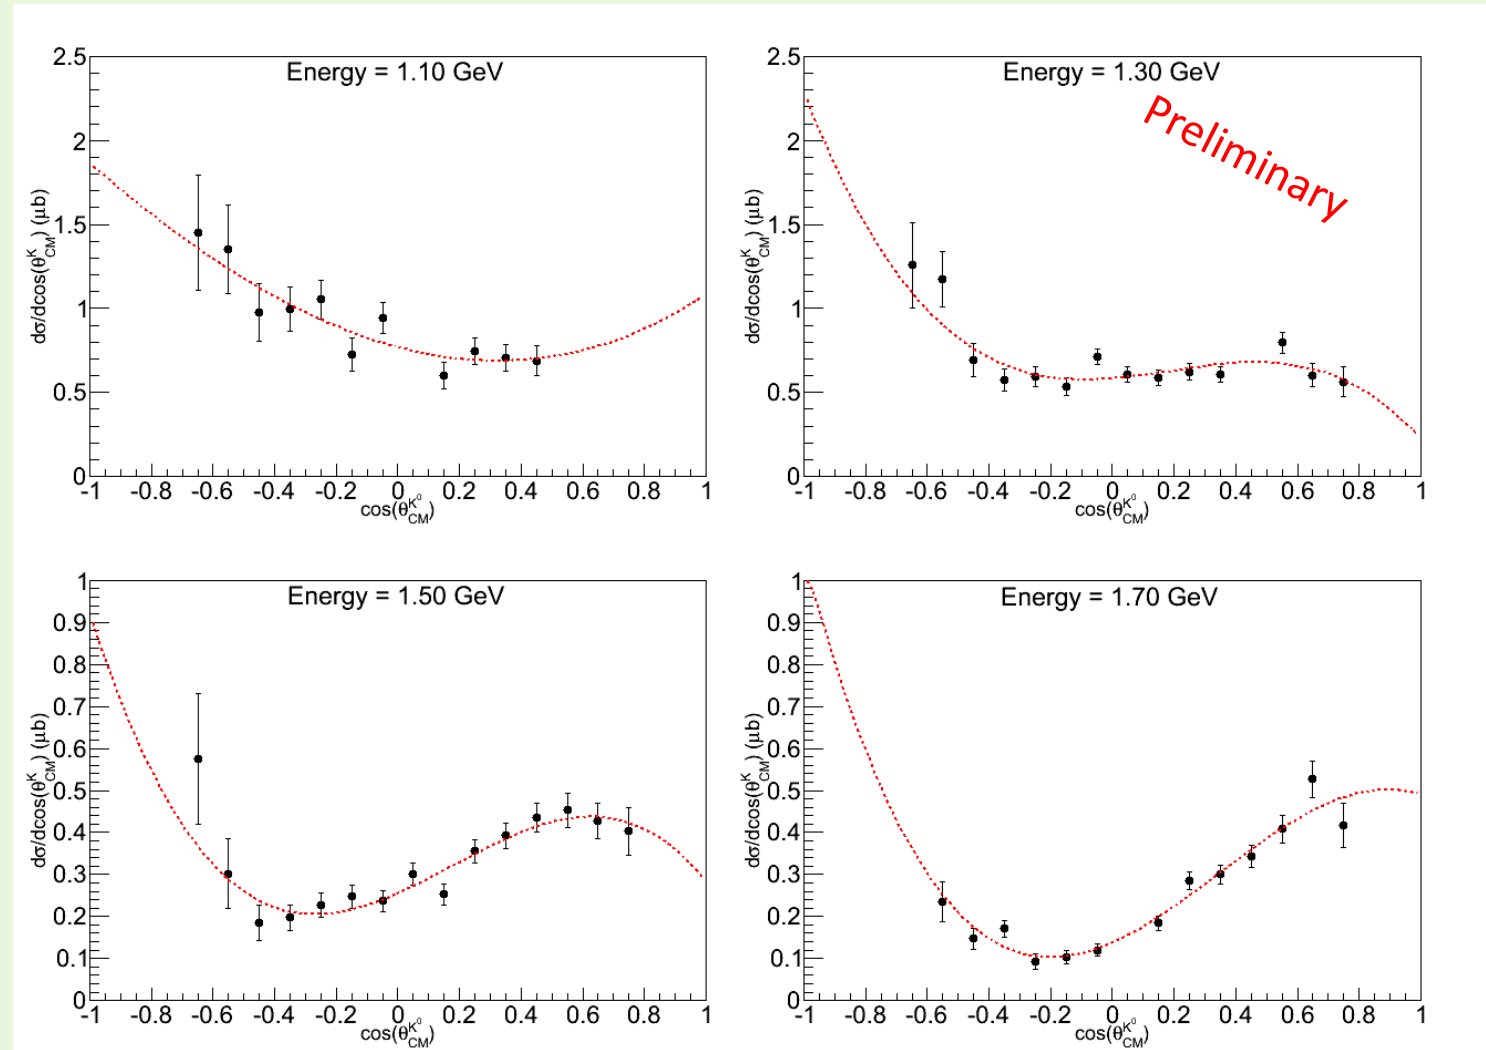 Energy = 1.10 GeV
2.5
2
1.5
1
0.5
0
dσ/dcos(θ^K_CM) (μb)
-1 -0.8 -0.6 -0.4 -0.2 0 0.2 0.4 0.6 0.8 1
cos(θ^K⁰_CM)
Energy = 1.30 GeV
Preliminary
2.5
2
1.5
1
0.5
0
dσ/dcos(θ^K_CM) (μb)
-1 -0.8 -0.6 -0.4 -0.2 0 0.2 0.4 0.6 0.8 1
cos(θ^K⁰_CM)
Energy = 1.50 GeV
1
0.9
0.8
0.7
0.6
0.5
0.4
0.3
0.2
0.1
0
dσ/dcos(θ^K_CM) (μb)
-1 -0.8 -0.6 -0.4 -0.2 0 0.2 0.4 0.6 0.8 1
cos(θ^K⁰_CM)
Energy = 1.70 GeV
1
0.9
0.8
0.7
0.6
0.5
0.4
0.3
0.2
0.1
0
dσ/dcos(θ^K_CM) (μb)
-1 -0.8 -0.6 -0.4 -0.2 0 0.2 0.4 0.6 0.8 1
cos(θ^K⁰_CM)